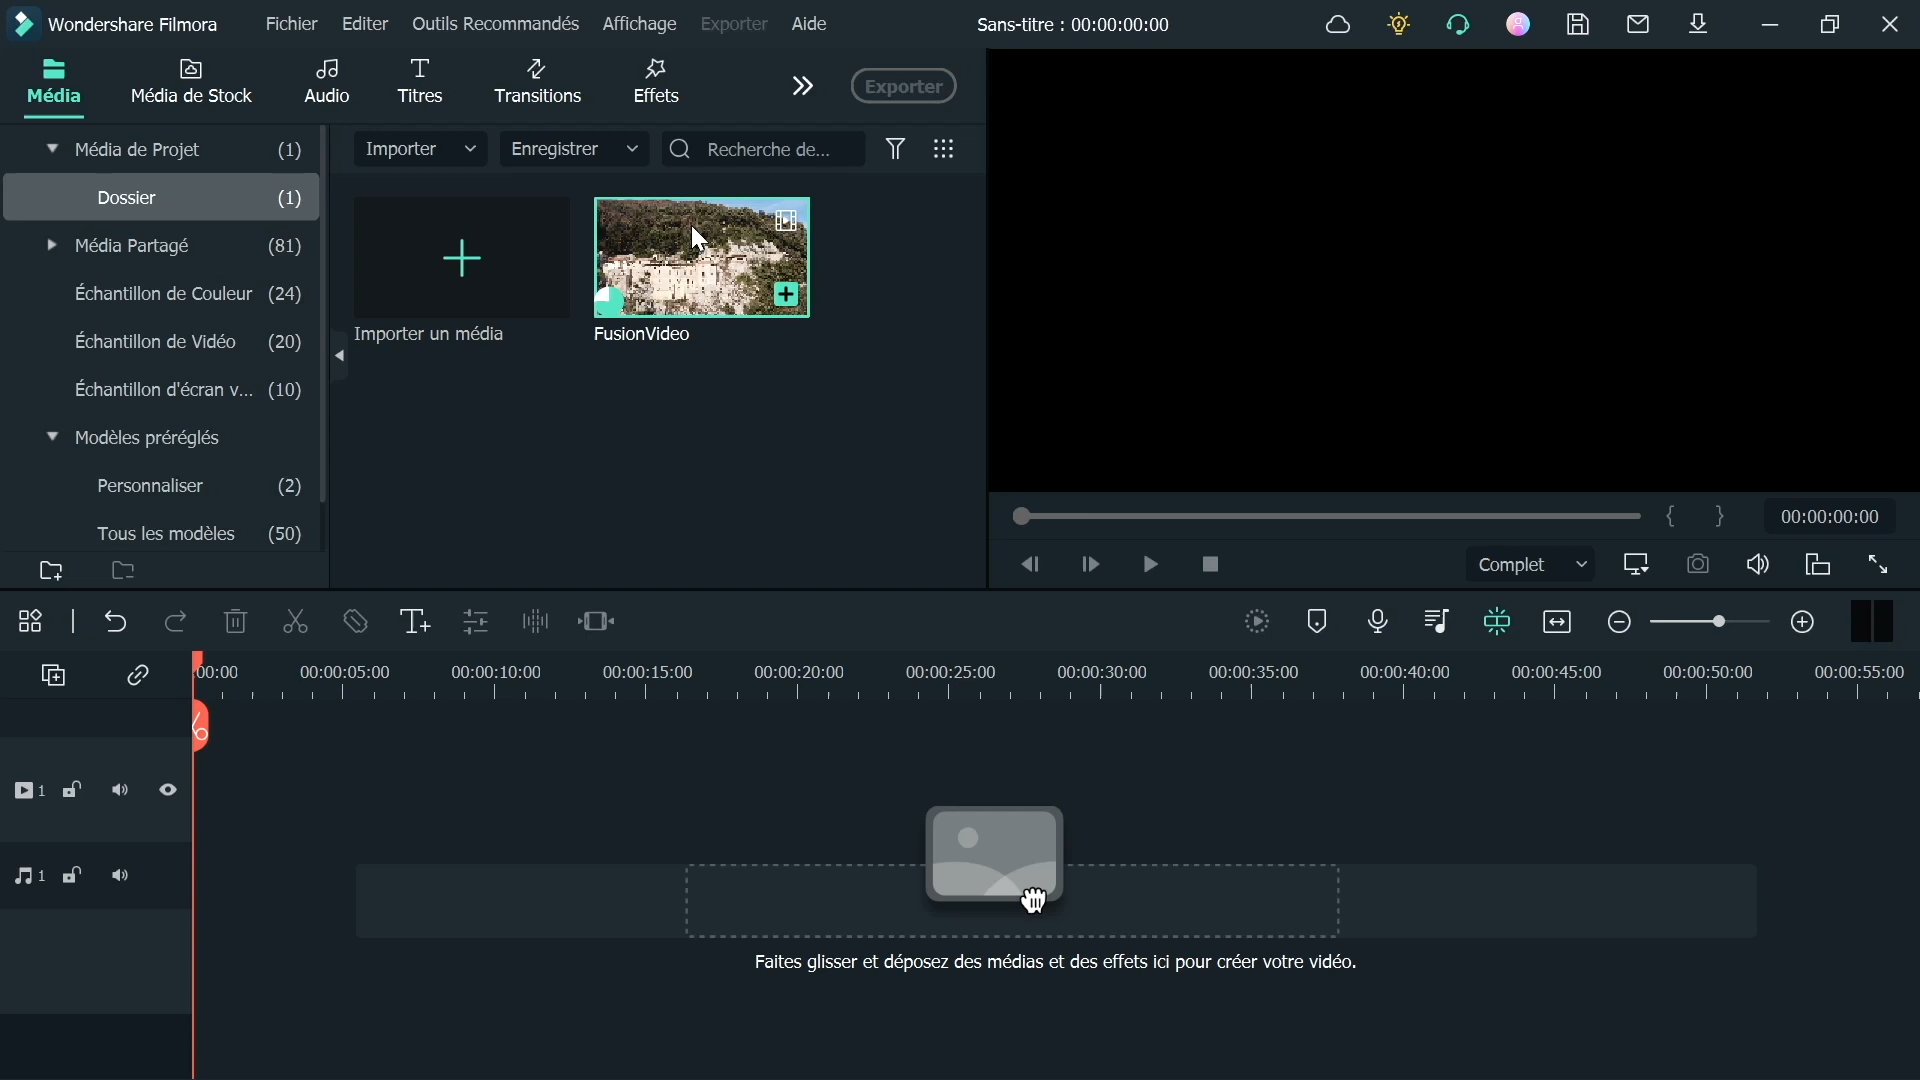 Wondershare Filmora Fichier Editer Outils Recommandés Affichage Exporter Aide Sans-titre : 00:00:00:00
Média Média de Stock Audio Titres Transitions Effets Exporter
Média de Projet (1)
Dossier (1)
Média Partagé (81)
Échantillon de Couleur (24)
Échantillon de Vidéo (20)
Échantillon d'écran v... (10)
Modèles préréglés
Personnaliser (2)
Tous les modèles (50)
Importer Enregistrer Recherche de...
Importer un média FusionVideo
00:00:00:00
Complet
:00:00 00:00:05:00 00:00:10:00 00:00:15:00 00:00:20:00 00:00:25:00 00:00:30:00 00:00:35:00 00:00:40:00 00:00:45:00 00:00:50:00 00:00:55:00
1
1
Faites glisser et déposez des médias et des effets ici pour créer votre vidéo.